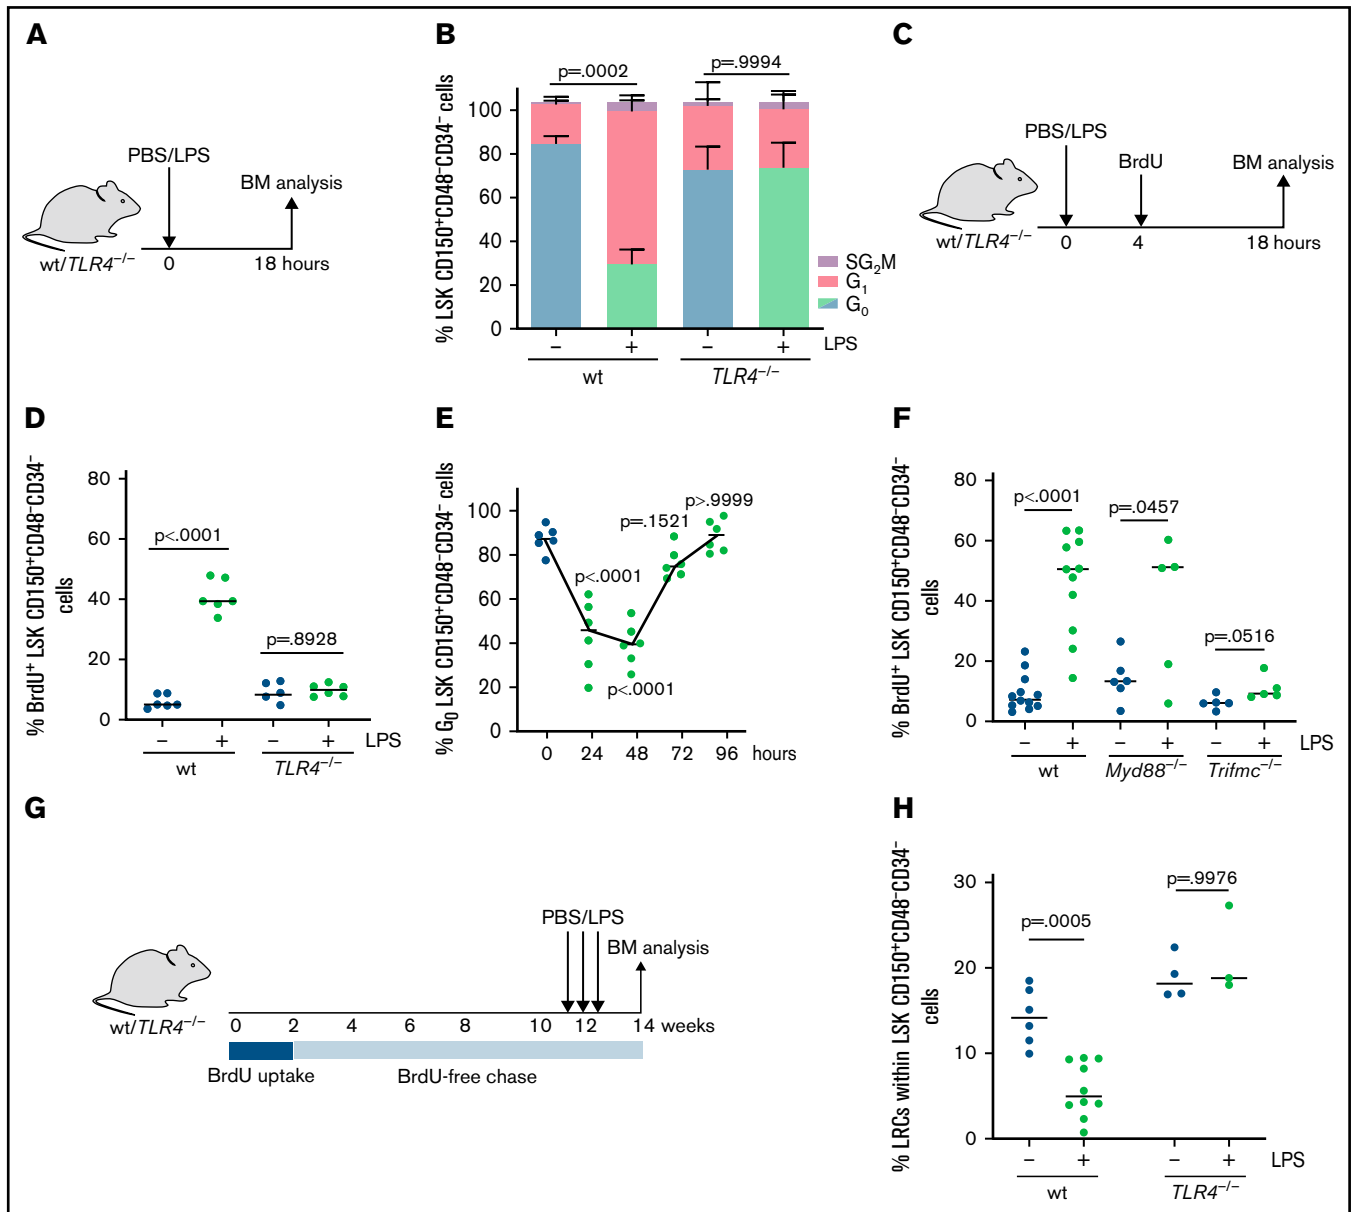 A
PBS/LPS
BM analysis
wt/TLR4⁻/⁻
0
18 hours
B
% LSK CD150⁺CD48⁻CD34⁻ cells
p=.0002
p=.9994
100
80
60
40
20
0
SG₂M
G₁
G₀
− + − + LPS
wt
TLR4⁻/⁻
C
PBS/LPS
BrdU
BM analysis
wt/TLR4⁻/⁻
0
4
18 hours
D
% BrdU⁺ LSK CD150⁺CD48⁻CD34⁻
cells
80
60
40
20
0
p<.0001
p=.8928
− + − + LPS
wt
TLR4⁻/⁻
E
% G₀ LSK CD150⁺CD48⁻CD34⁻ cells
100
80
60
40
20
0
p>.9999
p=.1521
p<.0001
p<.0001
0 24 48 72 96 hours
F
% BrdU⁺ LSK CD150⁺CD48⁻CD34⁻
cells
80
60
40
20
0
p<.0001
p=.0457
p=.0516
− + − + − + LPS
wt
Myd88⁻/⁻
Trifmc⁻/⁻
G
PBS/LPS
BM analysis
wt/TLR4⁻/⁻
0 2 4 6 8 10 12 14 weeks
BrdU uptake
BrdU-free chase
H
% LRCs within LSK CD150⁺CD48⁻CD34⁻
cells
30
20
10
0
p=.0005
p=.9976
− + − + LPS
wt
TLR4⁻/⁻